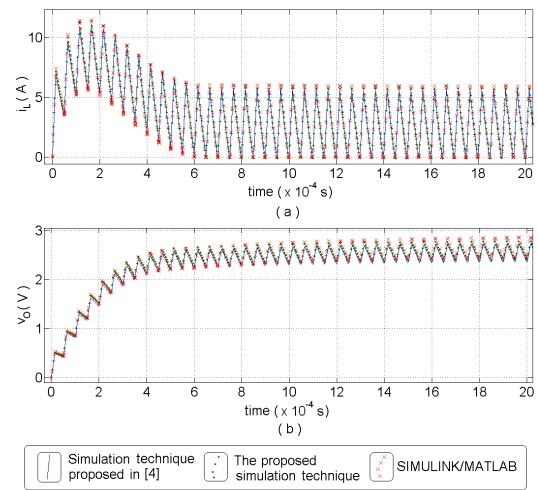 10
5
0
i_L ( A )
0 2 4 6 8 10 12 14 16 18 20
time ( x 10^-4 s)
( a )
3
2
1
0
v_o( V )
0 2 4 6 8 10 12 14 16 18 20
time ( x 10^-4 s)
( b )
Simulation technique
proposed in [4]
The proposed
simulation technique
SIMULINK/MATLAB